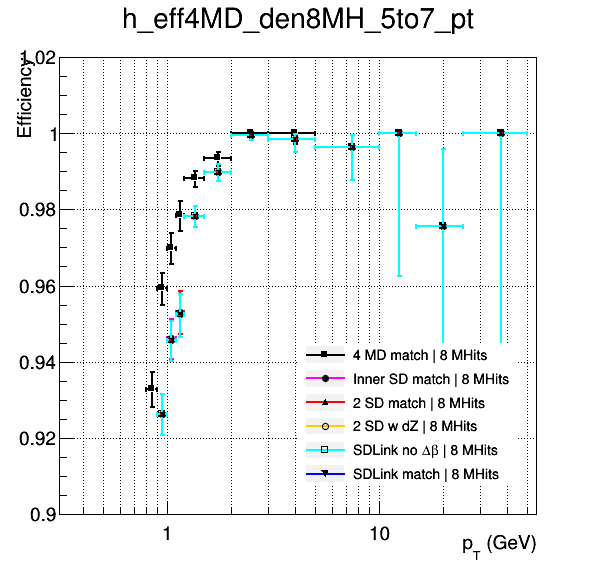 h_eff4MD_den8MH_5to7_pt
Efficiency
1.02
1
0.98
0.96
0.94
0.92
0.9
4 MD match | 8 MHits
Inner SD match | 8 MHits
2 SD match | 8 MHits
2 SD w dZ | 8 MHits
SDLink no Δβ | 8 MHits
SDLink match | 8 MHits
1
10
p_T (GeV)